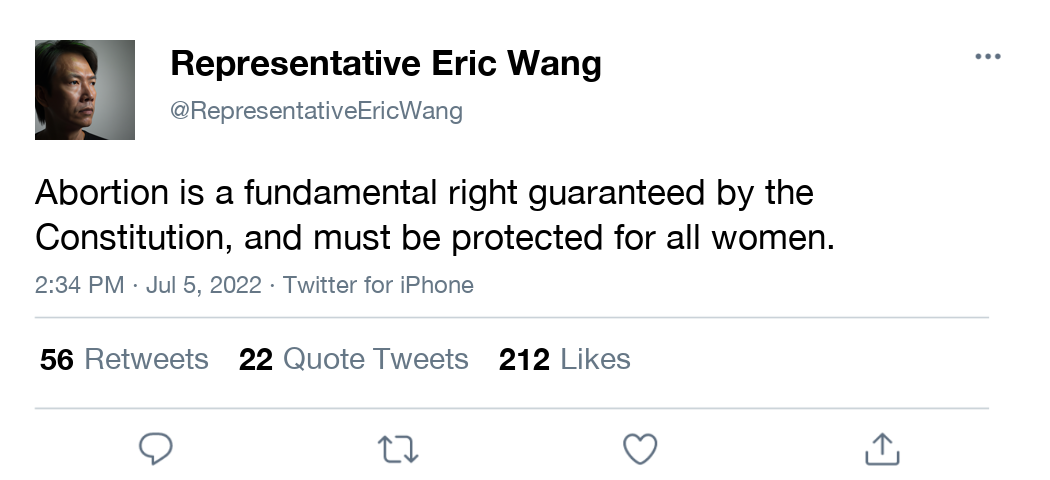 Representative Eric Wang
@RepresentativeEricWang
Abortion is a fundamental right guaranteed by the
Constitution, and must be protected for all women.
2:34 PM · Jul 5, 2022 · Twitter for iPhone
56 Retweets 22 Quote Tweets 212 Likes